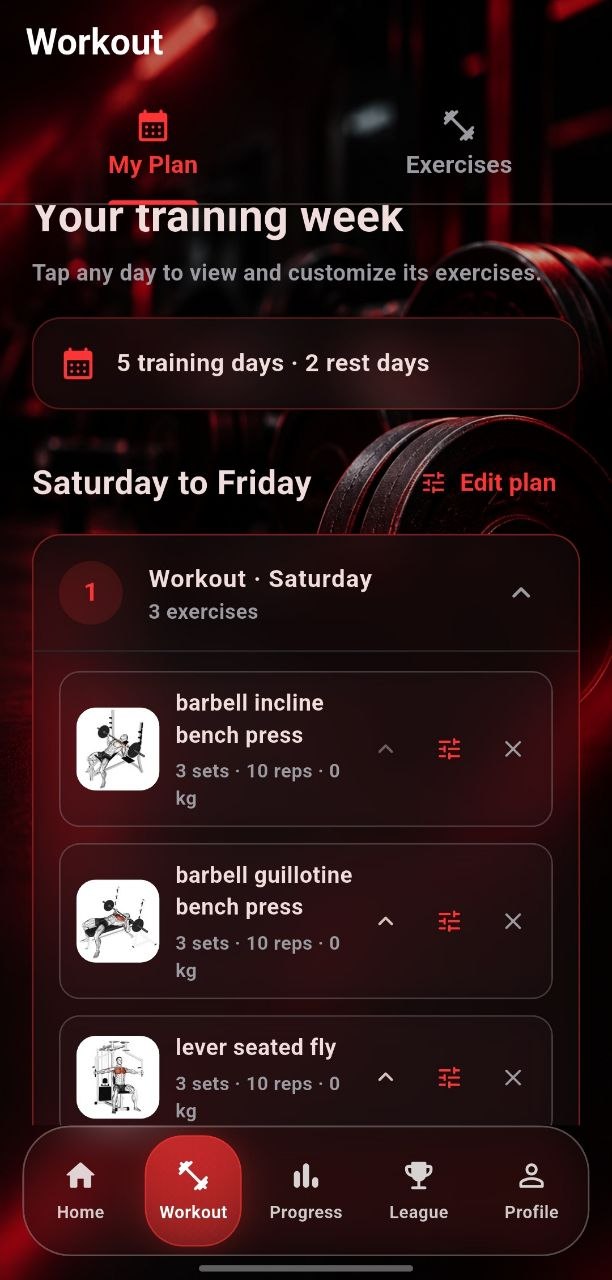 Workout
My Plan
Exercises
Your training week
Tap any day to view and customize its exercises.
5 training days · 2 rest days
Saturday to Friday
Edit plan
1
Workout · Saturday
3 exercises
barbell incline
bench press
3 sets · 10 reps · 0
kg
barbell guillotine
bench press
3 sets · 10 reps · 0
kg
lever seated fly
3 sets · 10 reps · 0
kg
Home
Workout
Progress
League
Profile